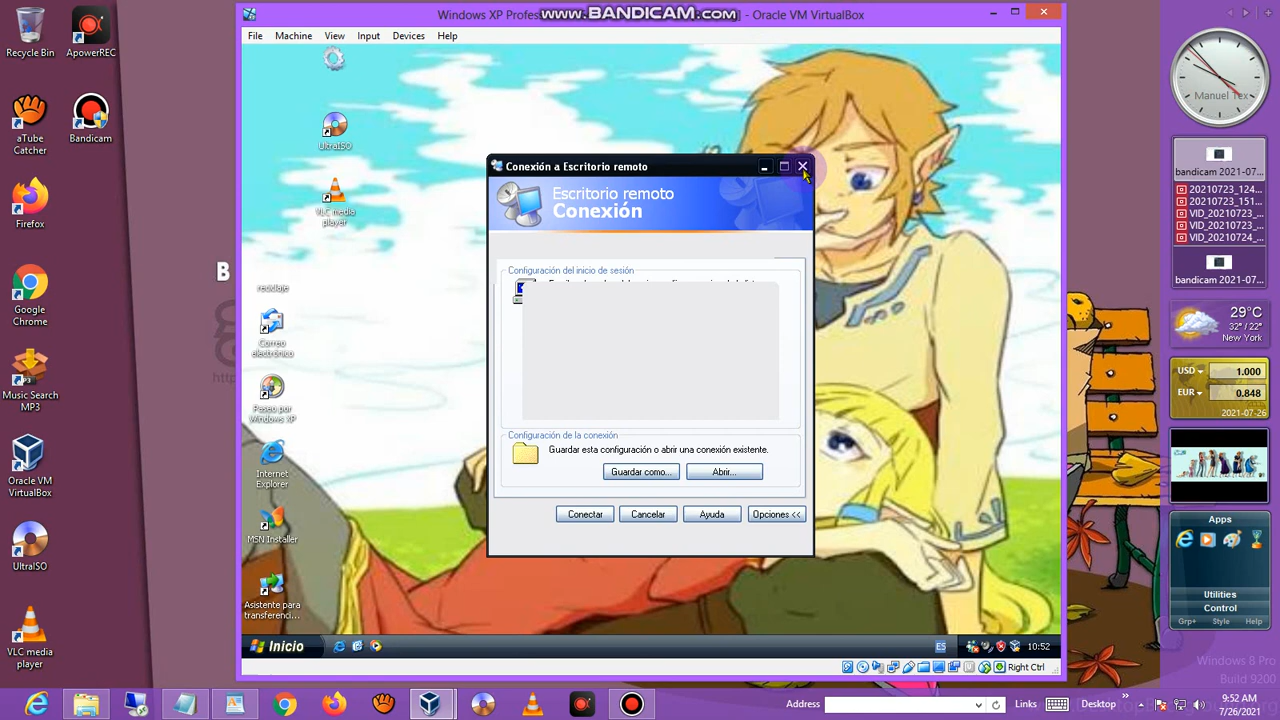 Windows XP Profes
www.BANDICAM.com
- Oracle VM VirtualBox
File Machine View Input Devices Help
Recycle Bin
ApowerREC
aTube
Catcher
Bandicam
Firefox
Google
Chrome
Music Search
MP3
Oracle VM
VirtualBox
UltraISO
VLC media
player
UltraISO
VLC media
player
B
reciclaje
Correo
electrónico
Paseo por
Windows XP
Internet
Explorer
MSN Installer
Asistente para
transferenci...
Conexión a Escritorio remoto
Escritorio remoto
Conexión
Configuración del inicio de sesión
Configuración de la conexión
Guardar esta configuración o abrir una conexión existente.
Guardar como...
Abrir...
Conectar
Cancelar
Ayuda
Opciones <<
Inicio
ES
10:52
Right Ctrl
Manuel Tex
bandicam 2021-07...
20210723_124...
20210723_151...
VID_20210723_...
VID_20210723_...
VID_20210724_...
bandicam 2021-07...
29°C
32° / 22°
New York
USD
1.000
EUR
0.848
2021-07-26
Apps
Utilities
Control
Grp+ Style Help
Windows 8 Pro
Build 9200
Address
Links
Desktop
9:52 AM
7/26/2021